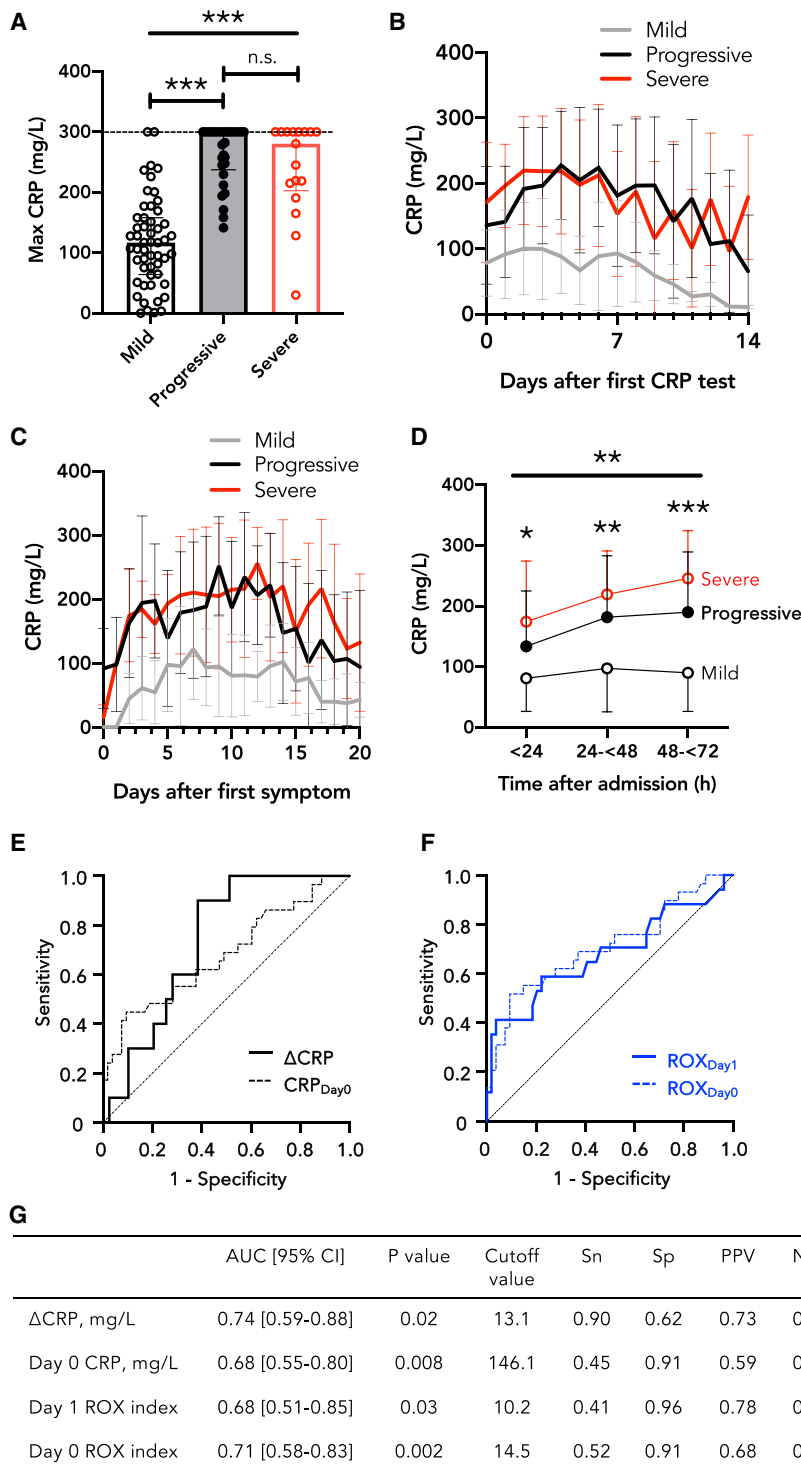 A
***
n.s.
***
400
300
200
100
0
Max CRP (mg/L)
Mild
Progressive
Severe
B
Mild
Progressive
Severe
400
300
200
100
0
CRP (mg/L)
0 7 14
Days after first CRP test
C
Mild
Progressive
Severe
400
300
200
100
0
CRP (mg/L)
0 5 10 15 20
Days after first symptom
D
**
* ** ***
400
300
200
100
0
CRP (mg/L)
Severe
Progressive
Mild
<24 24-<48 48-<72
Time after admission (h)
E
1.0
0.8
0.6
0.4
0.2
0
Sensitivity
ΔCRP
CRPDay0
0 0.2 0.4 0.6 0.8 1.0
1 - Specificity
F
1.0
0.8
0.6
0.4
0.2
0
Sensitivity
ROXDay1
ROXDay0
0 0.2 0.4 0.6 0.8 1.0
1 - Specificity
G
AUC [95% CI] P value Cutoff value Sn Sp PPV N
ΔCRP, mg/L 0.74 [0.59-0.88] 0.02 13.1 0.90 0.62 0.73 0
Day 0 CRP, mg/L 0.68 [0.55-0.80] 0.008 146.1 0.45 0.91 0.59 0
Day 1 ROX index 0.68 [0.51-0.85] 0.03 10.2 0.41 0.96 0.78 0
Day 0 ROX index 0.71 [0.58-0.83] 0.002 14.5 0.52 0.91 0.68 0